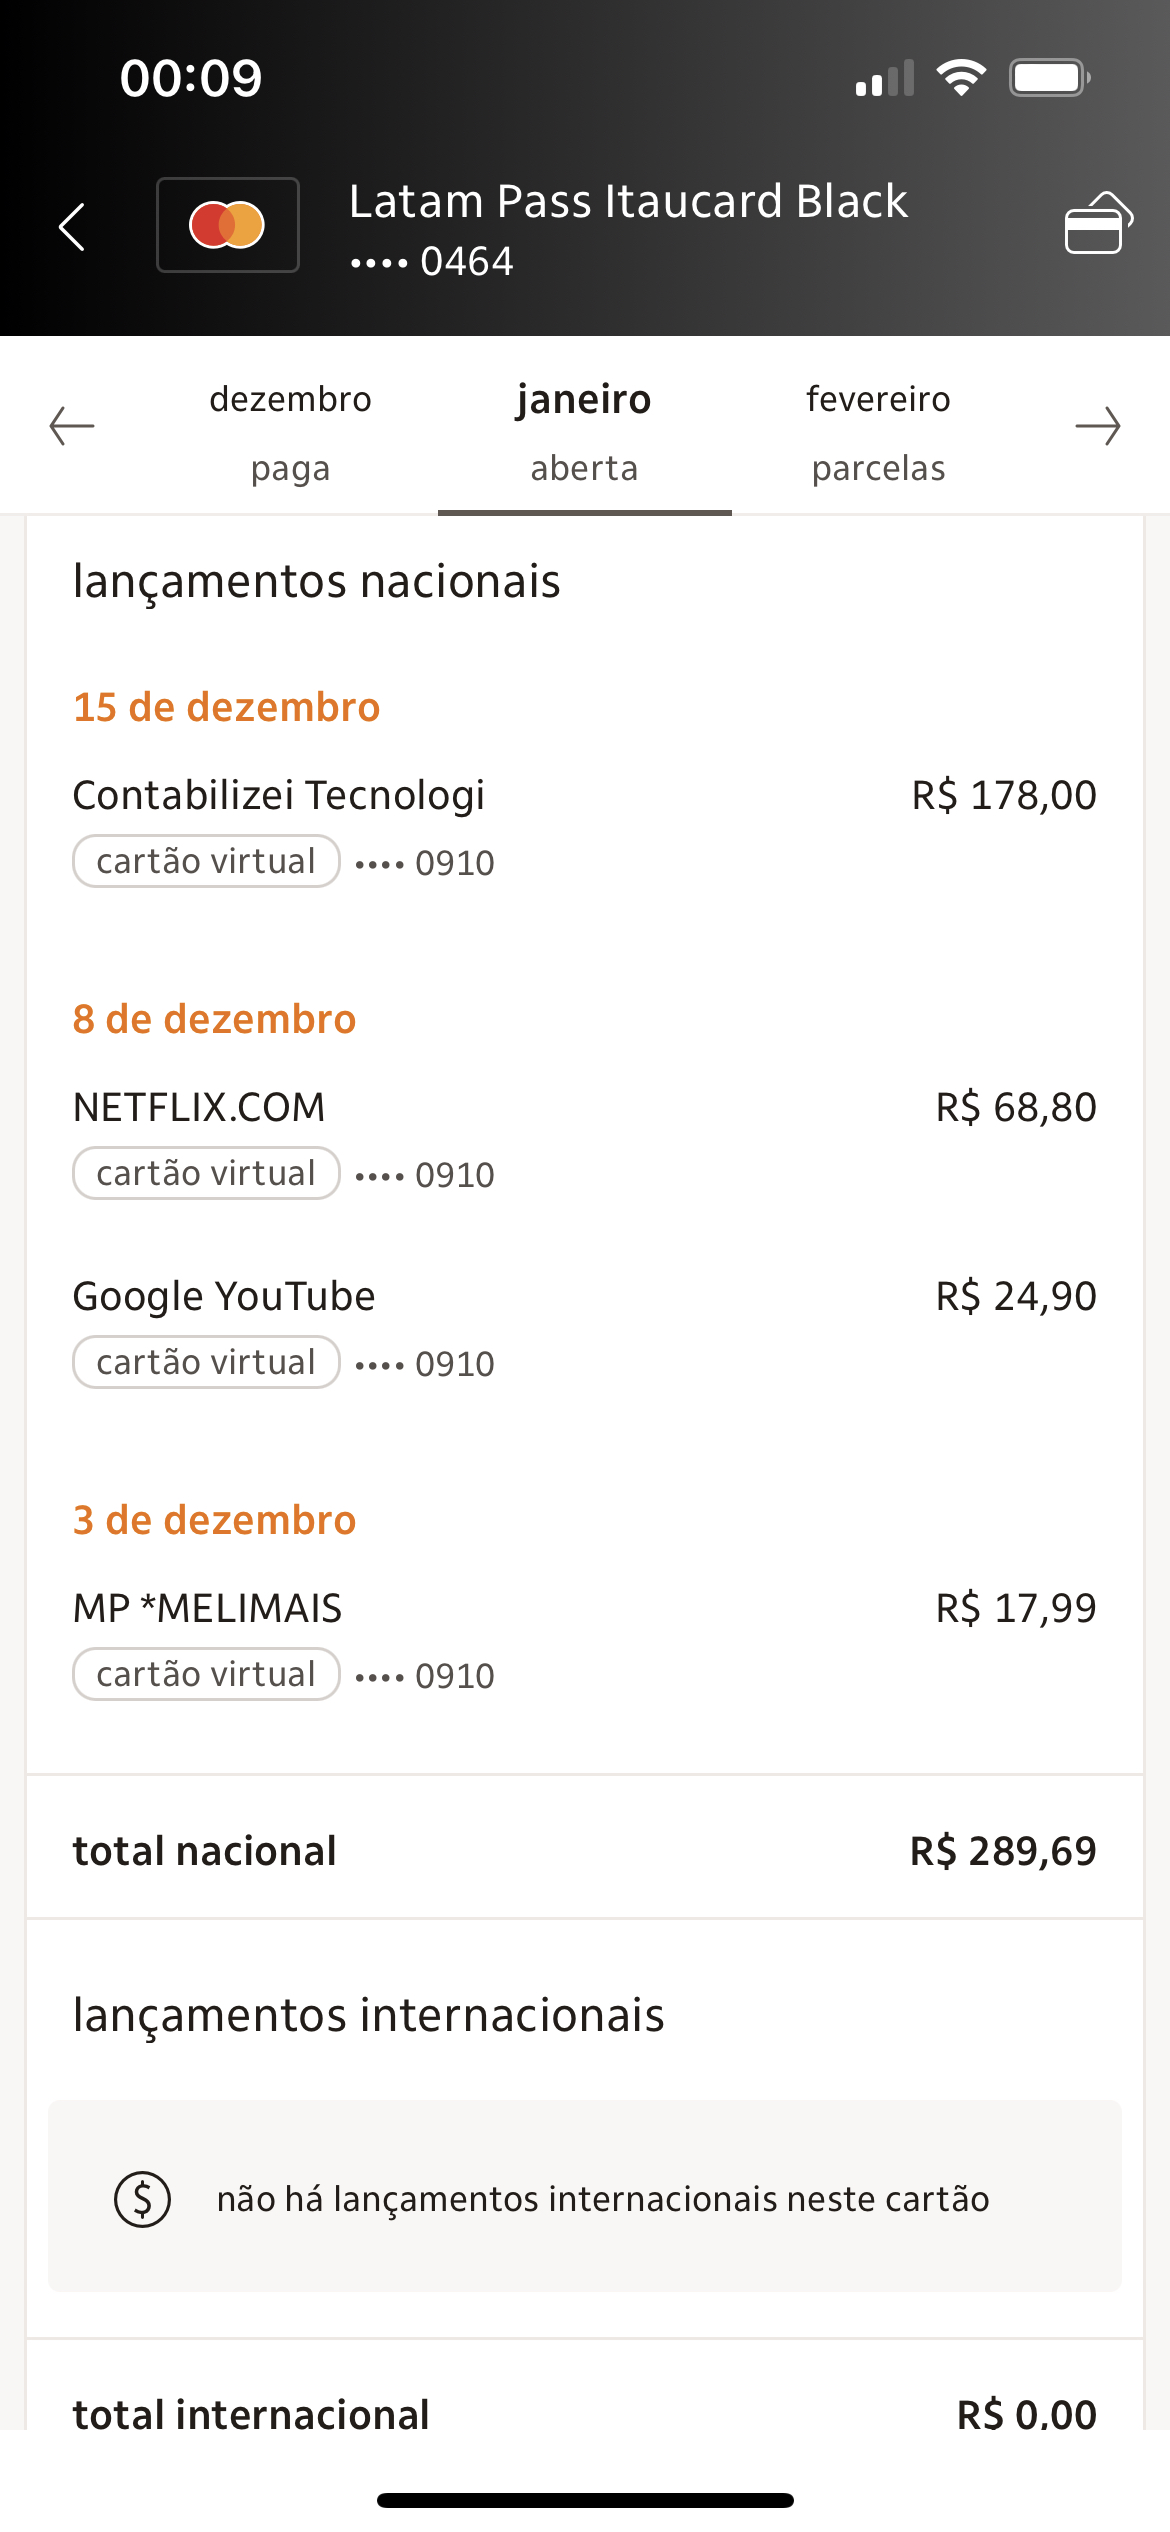 00:09
Latam Pass Itaucard Black
•••• 0464
dezembro
paga
janeiro
aberta
fevereiro
parcelas
lançamentos nacionais
15 de dezembro
Contabilizei Tecnologi R$ 178,00
cartão virtual •••• 0910
8 de dezembro
NETFLIX.COM R$ 68,80
cartão virtual •••• 0910
Google YouTube R$ 24,90
cartão virtual •••• 0910
3 de dezembro
MP *MELIMAIS R$ 17,99
cartão virtual •••• 0910
total nacional R$ 289,69
lançamentos internacionais
$ não há lançamentos internacionais neste cartão
total internacional R$ 0,00